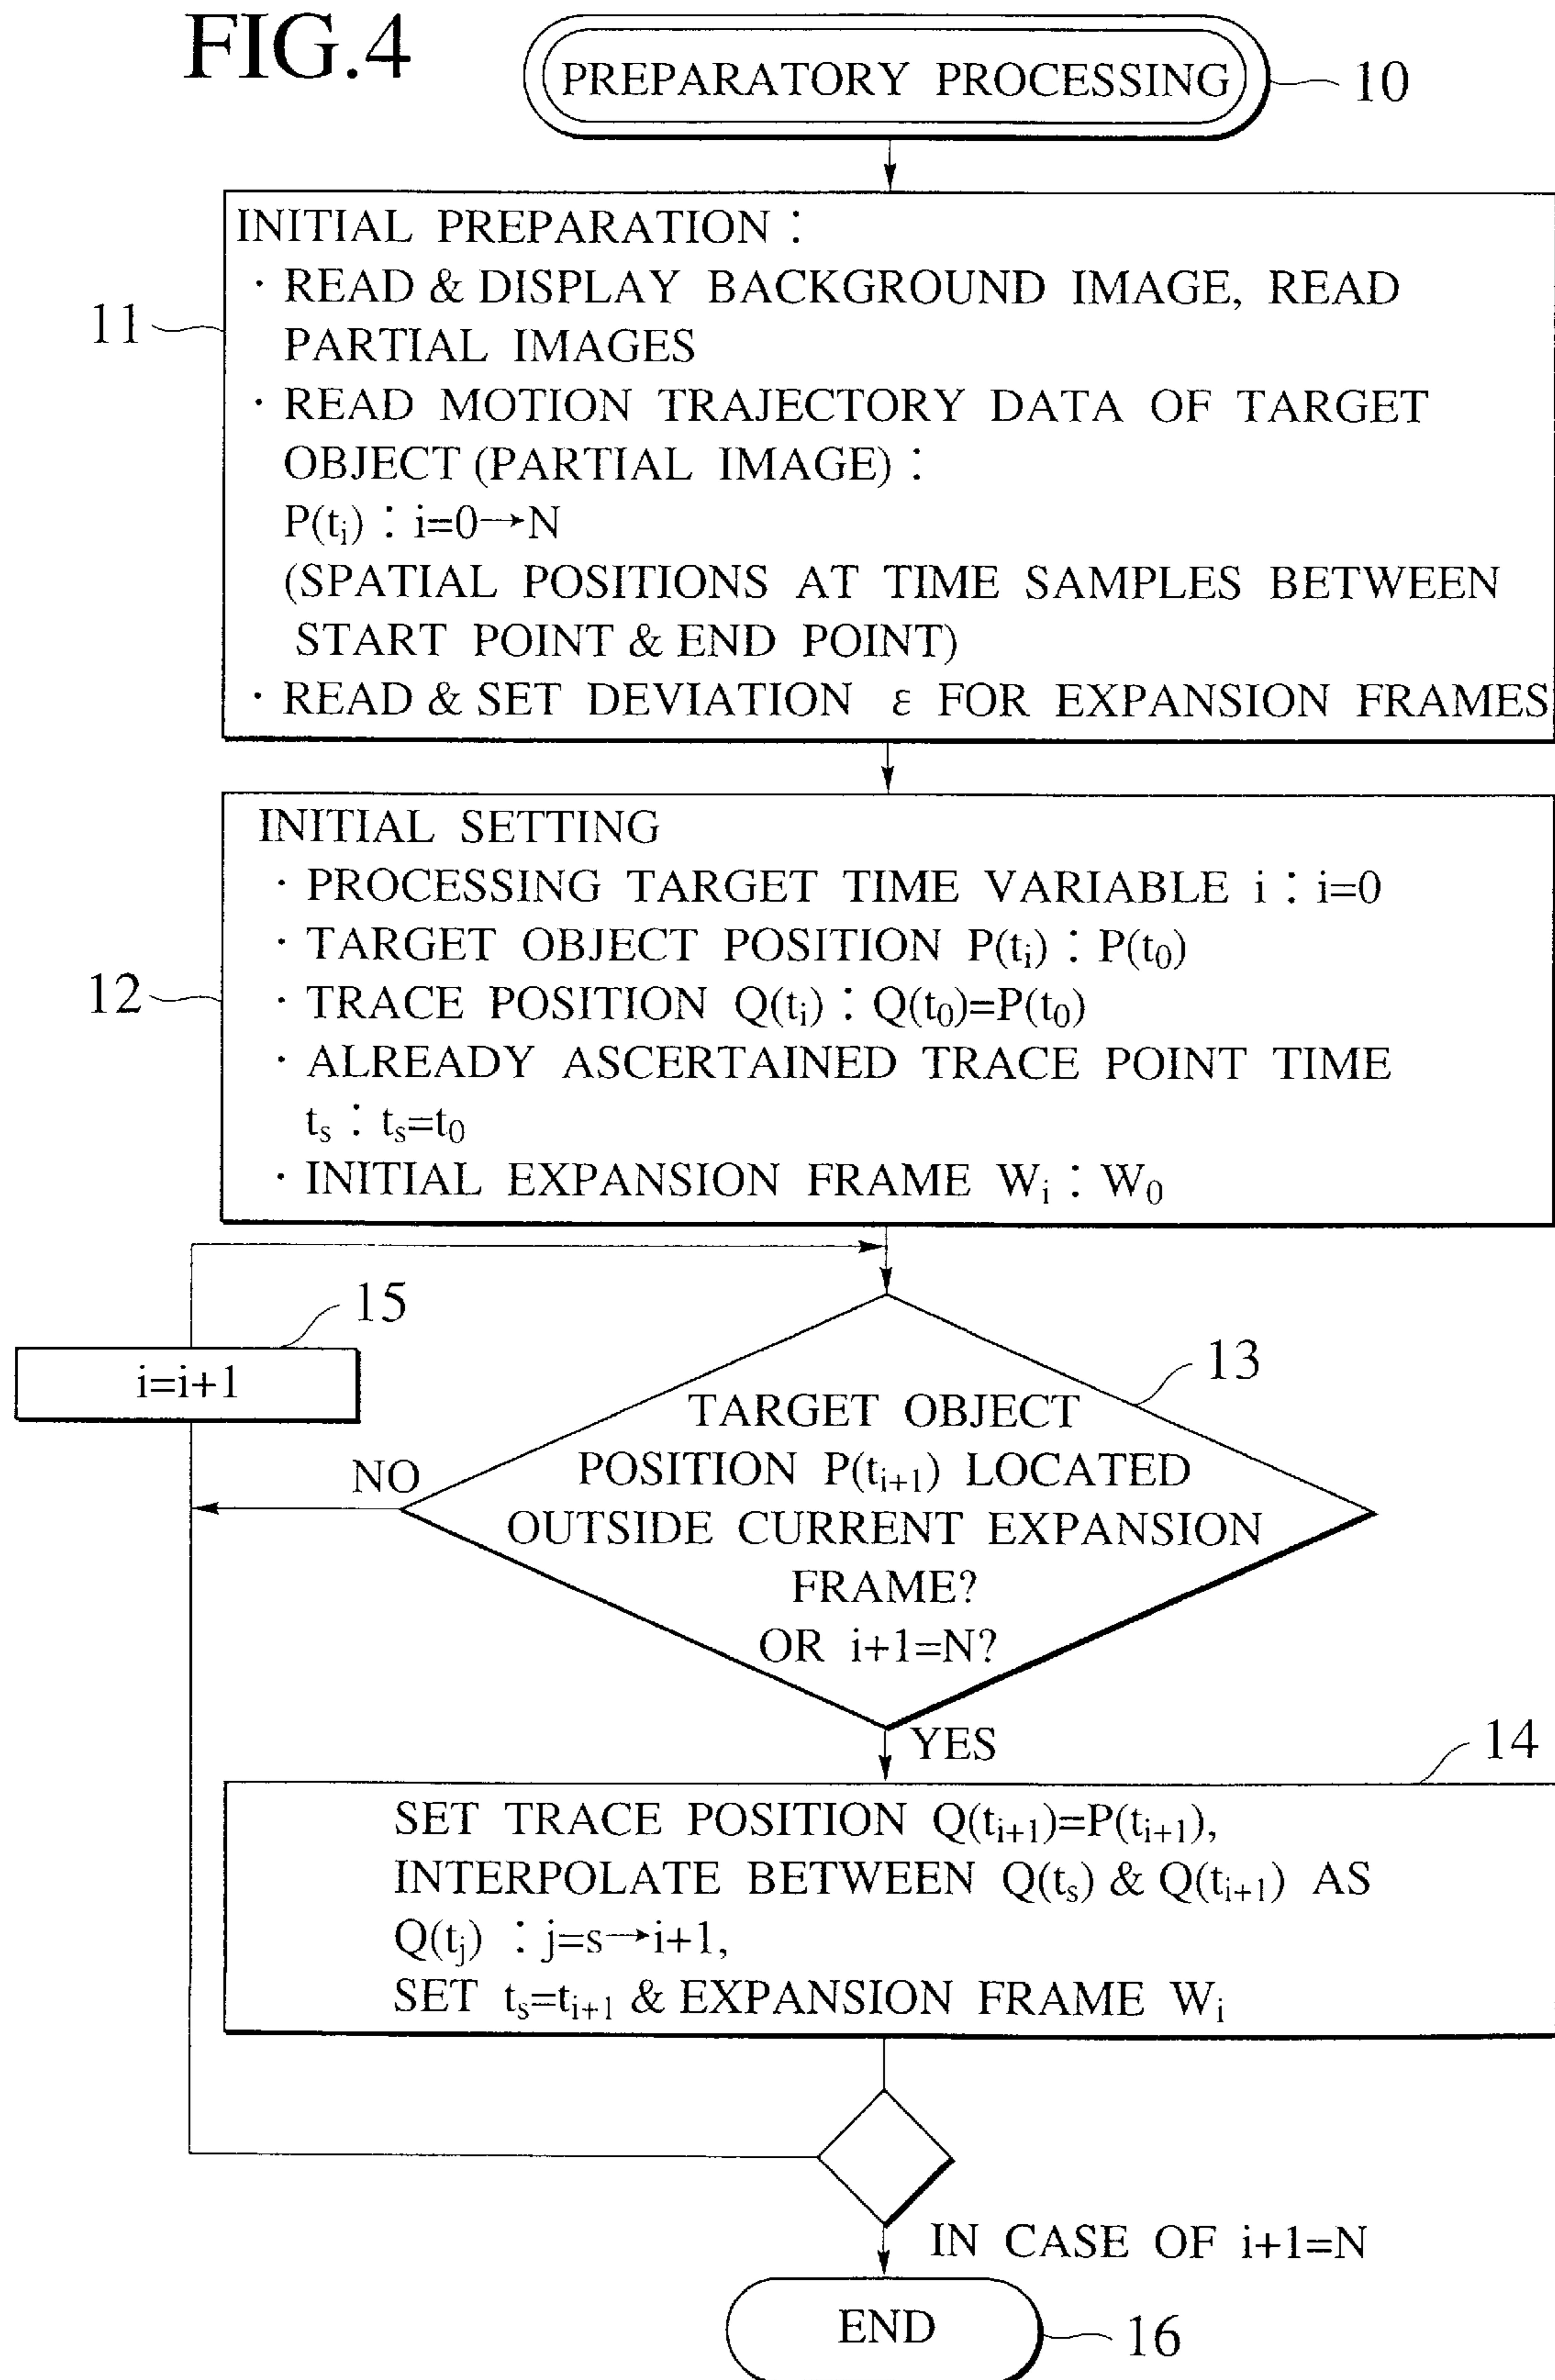 FIG.4
PREPARATORY PROCESSING
10
INITIAL PREPARATION :
· READ & DISPLAY BACKGROUND IMAGE, READ
PARTIAL IMAGES
· READ MOTION TRAJECTORY DATA OF TARGET
OBJECT (PARTIAL IMAGE) :
P(tᵢ) : i=0→N
(SPATIAL POSITIONS AT TIME SAMPLES BETWEEN
START POINT & END POINT)
· READ & SET DEVIATION ε FOR EXPANSION FRAMES
11
INITIAL SETTING
· PROCESSING TARGET TIME VARIABLE i : i=0
· TARGET OBJECT POSITION P(tᵢ) : P(t₀)
· TRACE POSITION Q(tᵢ) : Q(t₀)=P(t₀)
· ALREADY ASCERTAINED TRACE POINT TIME
tₛ : tₛ=t₀
· INITIAL EXPANSION FRAME Wᵢ : W₀
12
15
i=i+1
13
TARGET OBJECT
POSITION P(tᵢ₊₁) LOCATED
OUTSIDE CURRENT EXPANSION
FRAME?
OR i+1=N?
NO
YES
14
SET TRACE POSITION Q(tᵢ₊₁)=P(tᵢ₊₁),
INTERPOLATE BETWEEN Q(tₛ) & Q(tᵢ₊₁) AS
Q(tⱼ) : j=s→i+1,
SET tₛ=tᵢ₊₁ & EXPANSION FRAME Wᵢ
IN CASE OF i+1=N
END
16